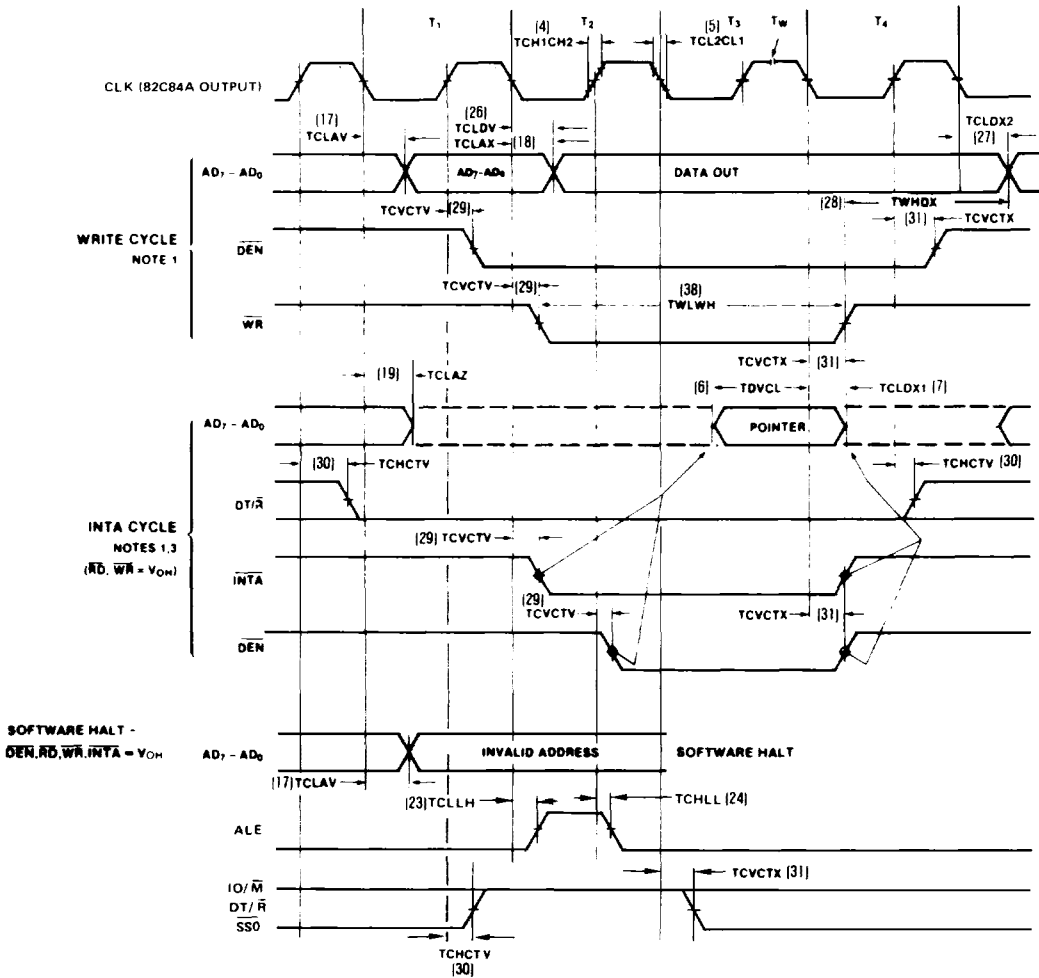 T1
(4)
T2
(5)
T3
TW
T4
TCH1CH2
TCL2CL1
CLK (82C84A OUTPUT)
(17)
TCLAV
(26)
TCLDV
TCLAX
(18)
TCLDX2
(27)
AD7 – AD0
AD7–AD0
DATA OUT
TCVCTV
(29)
(28)
TWHDX
(31)
TCVCTX
WRITE CYCLE
NOTE 1
DEN
TCVCTV
(29)
(38)
TWLWH
WR
TCVCTX
(31)
(19)
TCLAZ
(6)
TDVCL
TCLDX1 (7)
AD7 – AD0
POINTER
(30)
TCHCTV
TCHCTV (30)
DT/R
INTA CYCLE
NOTES 1,3
(RD, WR = VOH)
(29) TCVCTV
INTA
(29)
TCVCTV
TCVCTX
(31)
DEN
SOFTWARE HALT -
DEN,RD,WR,INTA = VOH
AD7 – AD0
INVALID ADDRESS
SOFTWARE HALT
(17)TCLAV
(23)TCLLH
TCHLL (24)
ALE
TCVCTX (31)
IO/M
DT/R
SSO
TCHCTV
(30)